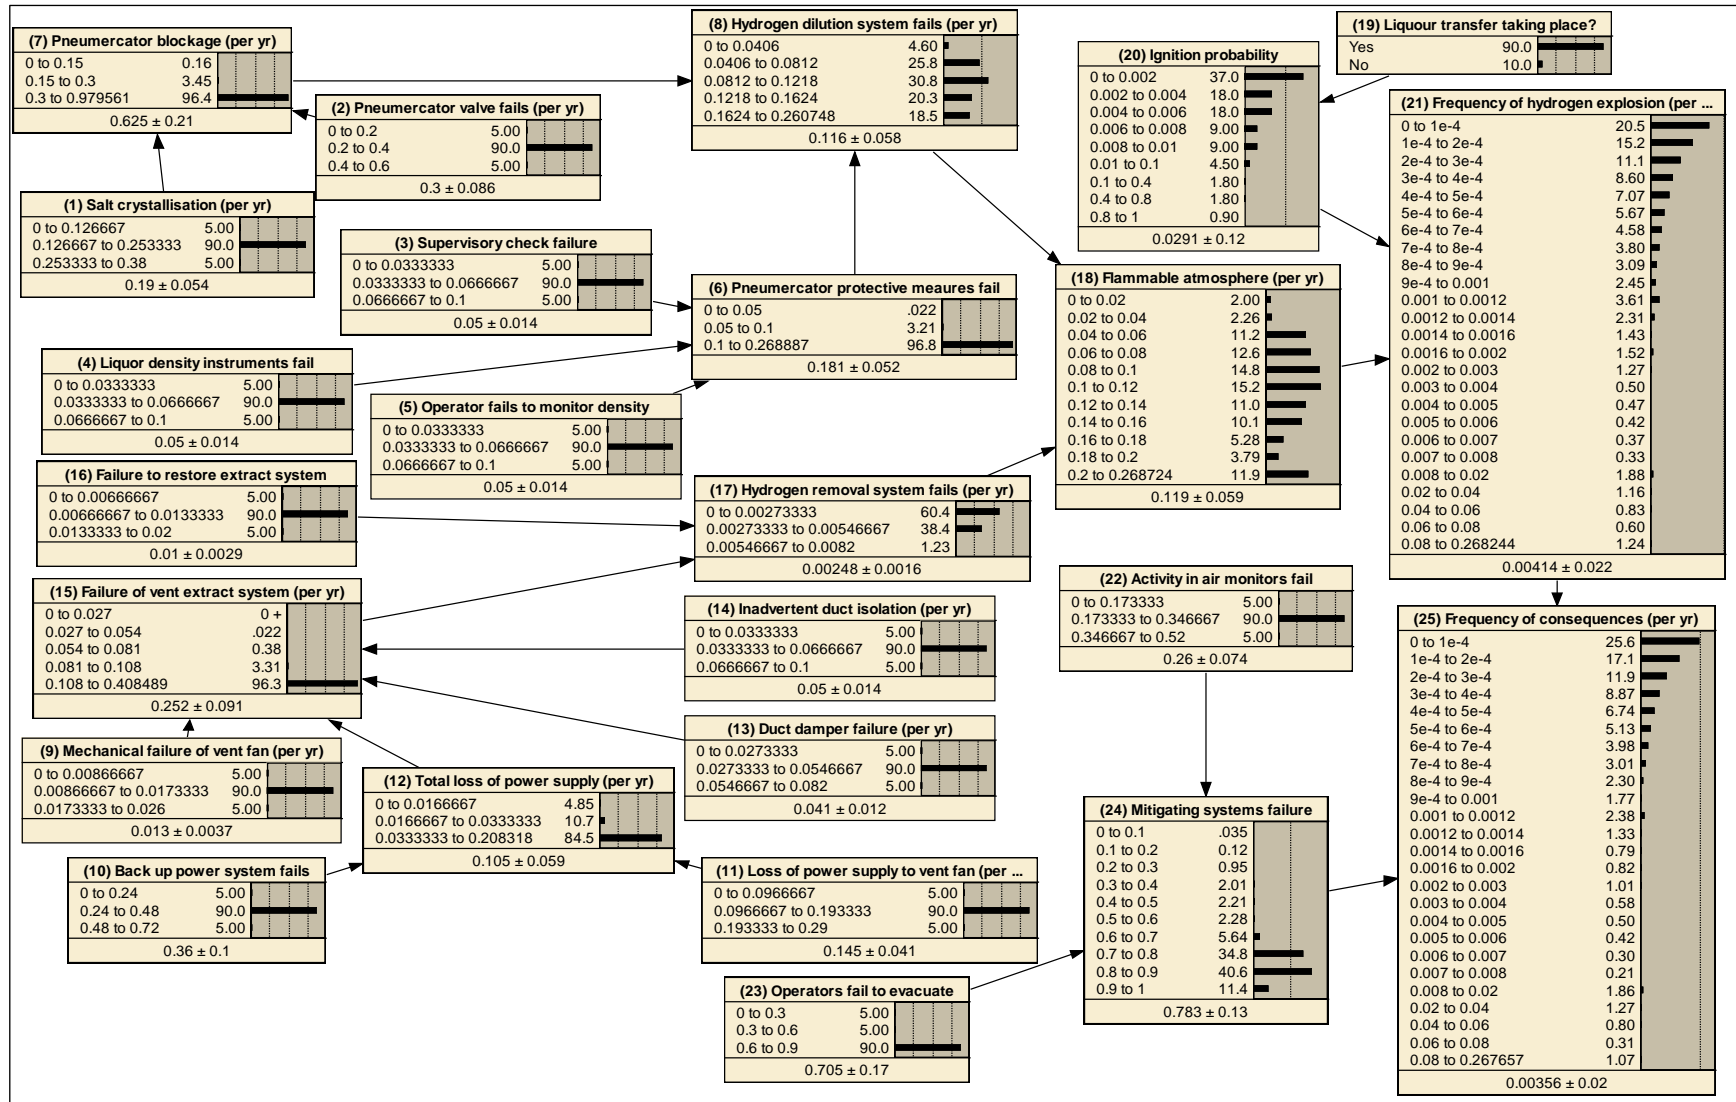 (7) Pneumercator blockage (per yr)
0 to 0.15 0.16
0.15 to 0.3 3.45
0.3 to 0.979561 96.4
0.625 ± 0.21
(8) Hydrogen dilution system fails (per yr)
0 to 0.0406 4.60
0.0406 to 0.0812 25.8
0.0812 to 0.1218 30.8
0.1218 to 0.1624 20.3
0.1624 to 0.260748 18.5
0.116 ± 0.058
(19) Liquour transfer taking place?
Yes 90.0
No 10.0
(20) Ignition probability
0 to 0.002 37.0
0.002 to 0.004 18.0
0.004 to 0.006 18.0
0.006 to 0.008 9.00
0.008 to 0.01 9.00
0.01 to 0.1 4.50
0.1 to 0.4 1.80
0.4 to 0.8 1.80
0.8 to 1 0.90
0.0291 ± 0.12
(2) Pneumercator valve fails (per yr)
0 to 0.2 5.00
0.2 to 0.4 90.0
0.4 to 0.6 5.00
0.3 ± 0.086
(21) Frequency of hydrogen explosion (per ...
0 to 1e-4 20.5
1e-4 to 2e-4 15.2
2e-4 to 3e-4 11.1
3e-4 to 4e-4 8.60
4e-4 to 5e-4 7.07
5e-4 to 6e-4 5.67
6e-4 to 7e-4 4.58
7e-4 to 8e-4 3.80
8e-4 to 9e-4 3.09
9e-4 to 0.001 2.45
0.001 to 0.0012 3.61
0.0012 to 0.0014 2.31
0.0014 to 0.0016 1.43
0.0016 to 0.002 1.52
0.002 to 0.003 1.27
0.003 to 0.004 0.50
0.004 to 0.005 0.47
0.005 to 0.006 0.42
0.006 to 0.007 0.37
0.007 to 0.008 0.33
0.008 to 0.02 1.88
0.02 to 0.04 1.16
0.04 to 0.06 0.83
0.06 to 0.08 0.60
0.08 to 0.268244 1.24
0.00414 ± 0.022
(1) Salt crystallisation (per yr)
0 to 0.126667 5.00
0.126667 to 0.253333 90.0
0.253333 to 0.38 5.00
0.19 ± 0.054
(3) Supervisory check failure
0 to 0.0333333 5.00
0.0333333 to 0.0666667 90.0
0.0666667 to 0.1 5.00
0.05 ± 0.014
(6) Pneumercator protective meaures fail
0 to 0.05 .022
0.05 to 0.1 3.21
0.1 to 0.268887 96.8
0.181 ± 0.052
(18) Flammable atmosphere (per yr)
0 to 0.02 2.00
0.02 to 0.04 2.26
0.04 to 0.06 11.2
0.06 to 0.08 12.6
0.08 to 0.1 14.8
0.1 to 0.12 15.2
0.12 to 0.14 11.0
0.14 to 0.16 10.1
0.16 to 0.18 5.28
0.18 to 0.2 3.79
0.2 to 0.268724 11.9
0.119 ± 0.059
(4) Liquor density instruments fail
0 to 0.0333333 5.00
0.0333333 to 0.0666667 90.0
0.0666667 to 0.1 5.00
0.05 ± 0.014
(5) Operator fails to monitor density
0 to 0.0333333 5.00
0.0333333 to 0.0666667 90.0
0.0666667 to 0.1 5.00
0.05 ± 0.014
(16) Failure to restore extract system
0 to 0.00666667 5.00
0.00666667 to 0.0133333 90.0
0.0133333 to 0.02 5.00
0.01 ± 0.0029
(17) Hydrogen removal system fails (per yr)
0 to 0.00273333 60.4
0.00273333 to 0.00546667 38.4
0.00546667 to 0.0082 1.23
0.00248 ± 0.0016
(22) Activity in air monitors fail
0 to 0.173333 5.00
0.173333 to 0.346667 90.0
0.346667 to 0.52 5.00
0.26 ± 0.074
(15) Failure of vent extract system (per yr)
0 to 0.027 0 +
0.027 to 0.054 .022
0.054 to 0.081 0.38
0.081 to 0.108 3.31
0.108 to 0.408489 96.3
0.252 ± 0.091
(14) Inadvertent duct isolation (per yr)
0 to 0.0333333 5.00
0.0333333 to 0.0666667 90.0
0.0666667 to 0.1 5.00
0.05 ± 0.014
(25) Frequency of consequences (per yr)
0 to 1e-4 25.6
1e-4 to 2e-4 17.1
2e-4 to 3e-4 11.9
3e-4 to 4e-4 8.87
4e-4 to 5e-4 6.74
5e-4 to 6e-4 5.13
6e-4 to 7e-4 3.98
7e-4 to 8e-4 3.01
8e-4 to 9e-4 2.30
9e-4 to 0.001 1.77
0.001 to 0.0012 2.38
0.0012 to 0.0014 1.33
0.0014 to 0.0016 0.79
0.0016 to 0.002 0.82
0.002 to 0.003 1.01
0.003 to 0.004 0.58
0.004 to 0.005 0.50
0.005 to 0.006 0.42
0.006 to 0.007 0.30
0.007 to 0.008 0.21
0.008 to 0.02 1.86
0.02 to 0.04 1.27
0.04 to 0.06 0.80
0.06 to 0.08 0.31
0.08 to 0.267657 1.07
0.00356 ± 0.02
(13) Duct damper failure (per yr)
0 to 0.0273333 5.00
0.0273333 to 0.0546667 90.0
0.0546667 to 0.082 5.00
0.041 ± 0.012
(9) Mechanical failure of vent fan (per yr)
0 to 0.00866667 5.00
0.00866667 to 0.0173333 90.0
0.0173333 to 0.026 5.00
0.013 ± 0.0037
(12) Total loss of power supply (per yr)
0 to 0.0166667 4.85
0.0166667 to 0.0333333 10.7
0.0333333 to 0.208318 84.5
0.105 ± 0.059
(24) Mitigating systems failure
0 to 0.1 .035
0.1 to 0.2 0.12
0.2 to 0.3 0.95
0.3 to 0.4 2.01
0.4 to 0.5 2.21
0.5 to 0.6 2.28
0.6 to 0.7 5.64
0.7 to 0.8 34.8
0.8 to 0.9 40.6
0.9 to 1 11.4
0.783 ± 0.13
(10) Back up power system fails
0 to 0.24 5.00
0.24 to 0.48 90.0
0.48 to 0.72 5.00
0.36 ± 0.1
(11) Loss of power supply to vent fan (per ...
0 to 0.0966667 5.00
0.0966667 to 0.193333 90.0
0.193333 to 0.29 5.00
0.145 ± 0.041
(23) Operators fail to evacuate
0 to 0.3 5.00
0.3 to 0.6 5.00
0.6 to 0.9 90.0
0.705 ± 0.17